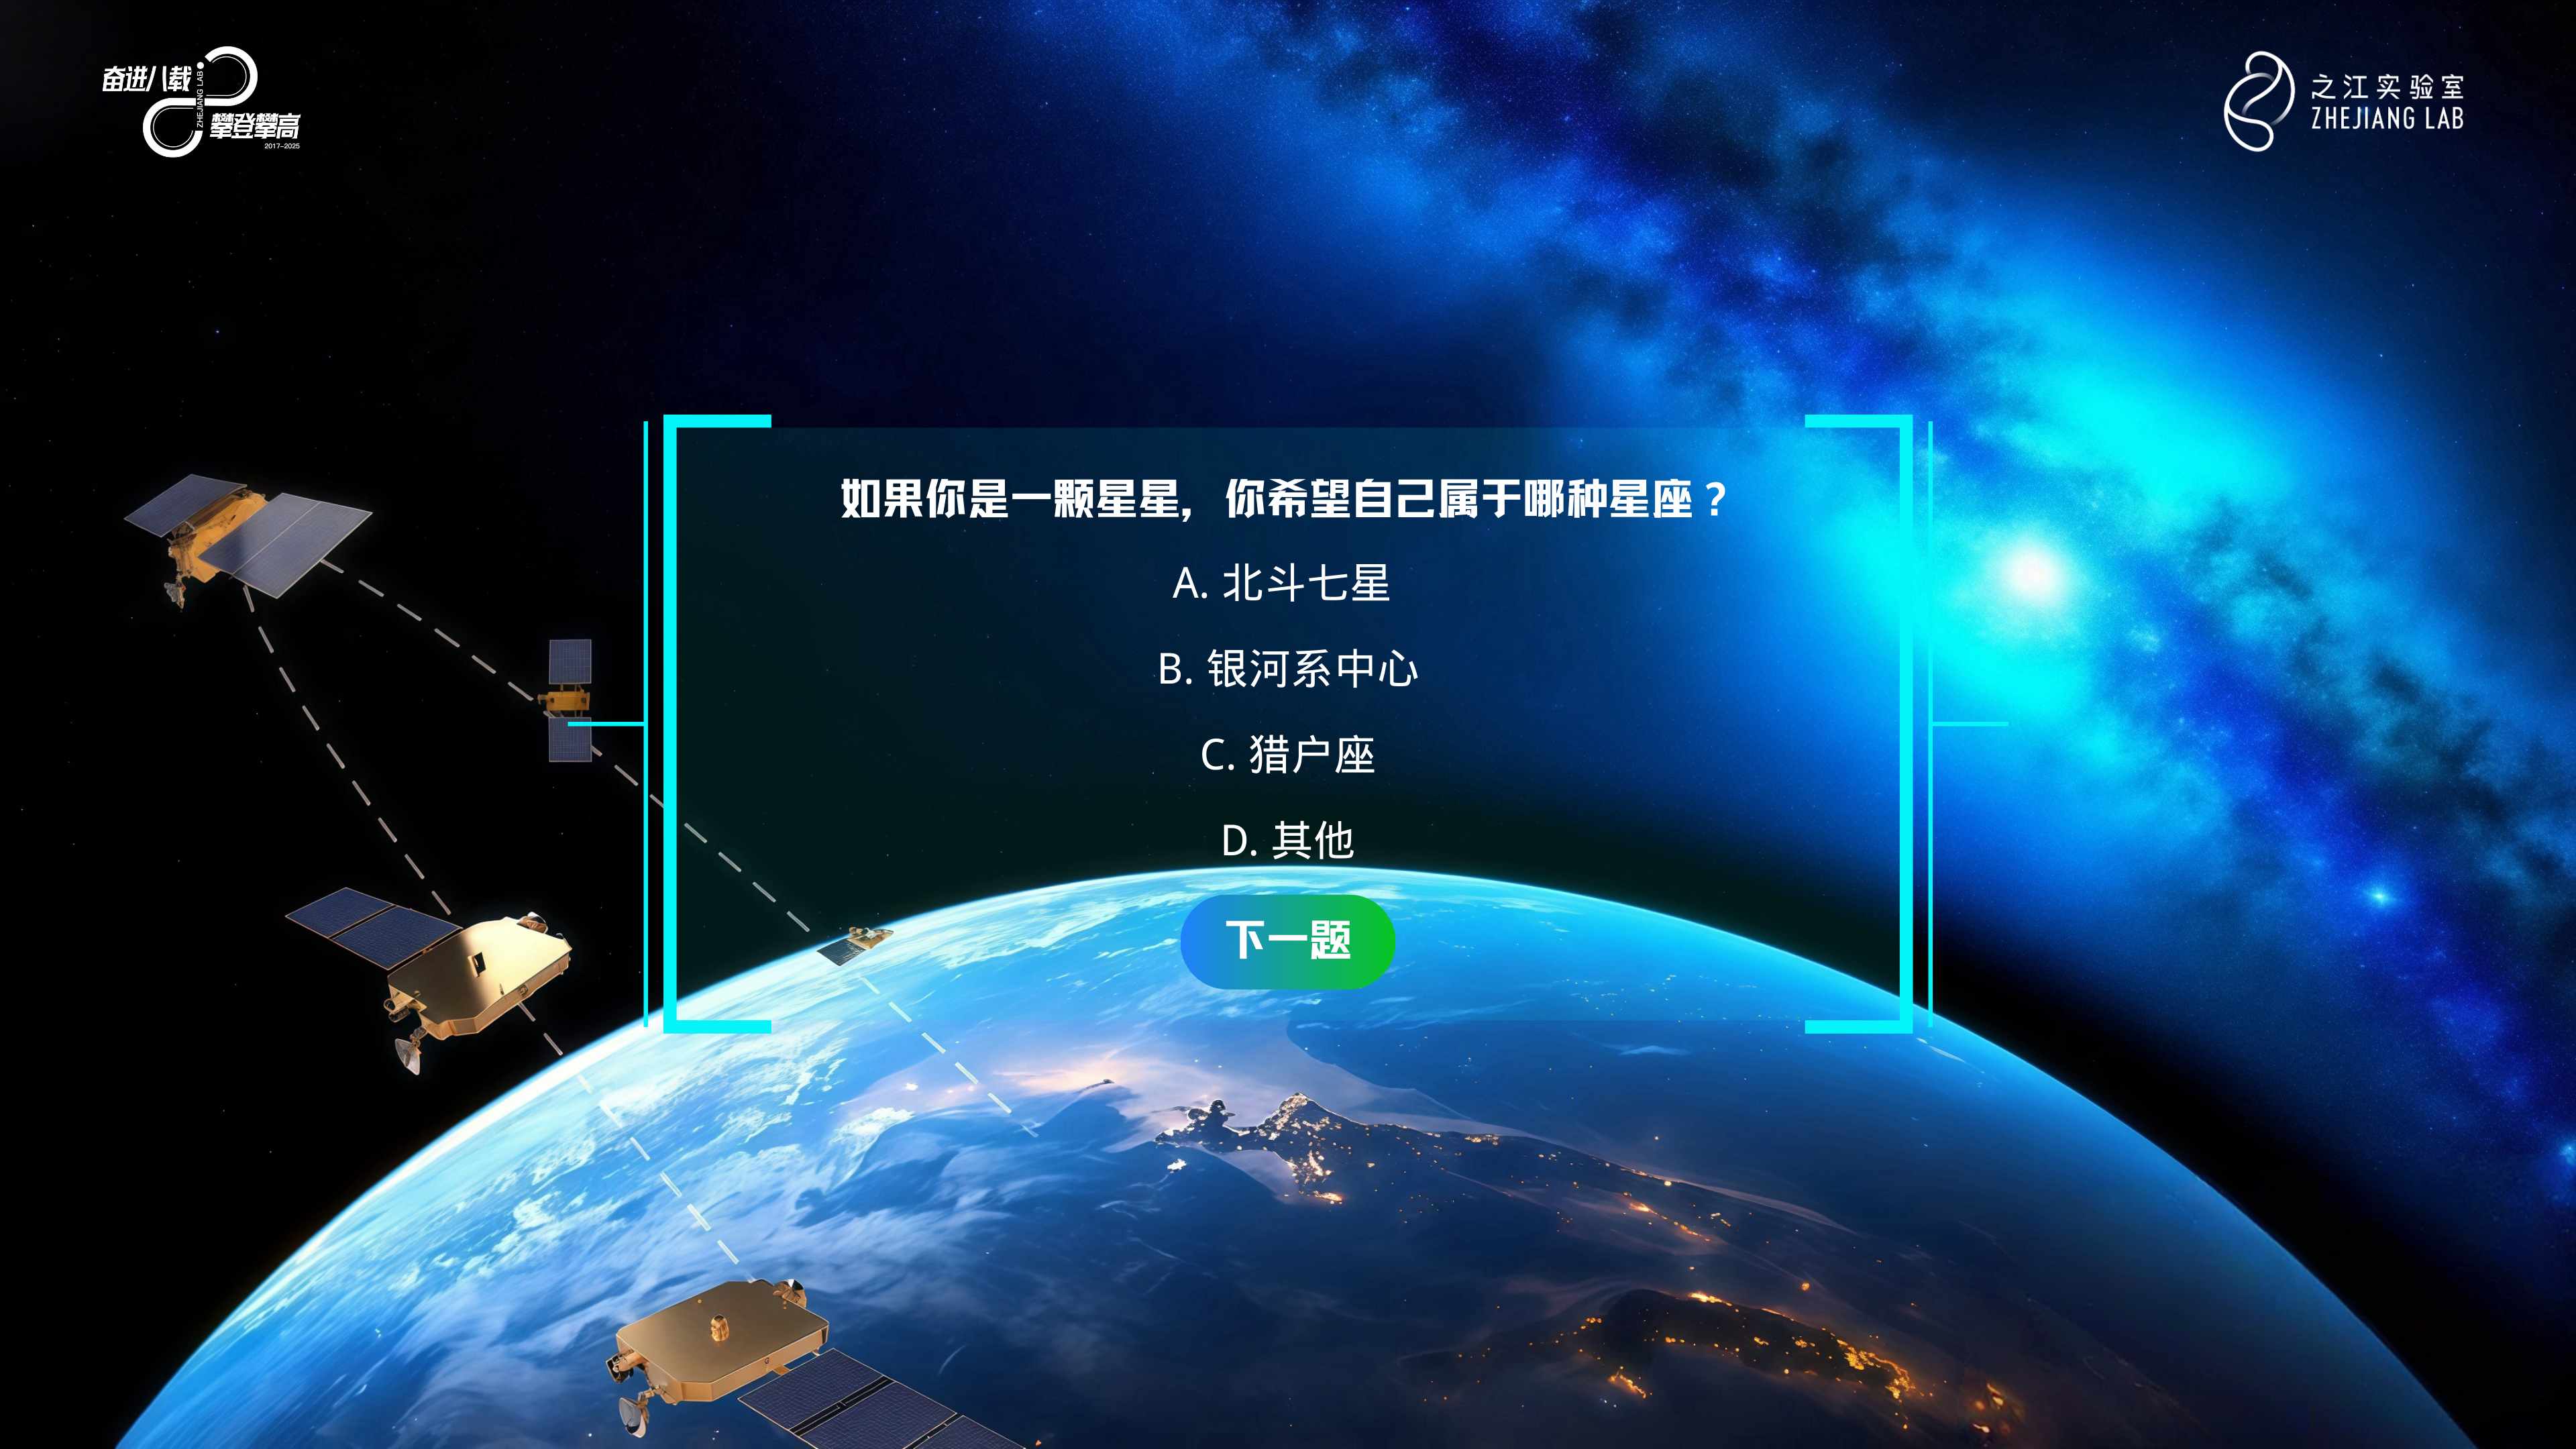 奋进八载
ZHEJIANG LAB
攀登攀高
2017-2025
之江实验室
ZHEJIANG LAB
如果你是一颗星星，你希望自己属于哪种星座？
A. 北斗七星
B. 银河系中心
C. 猎户座
D. 其他
下一题